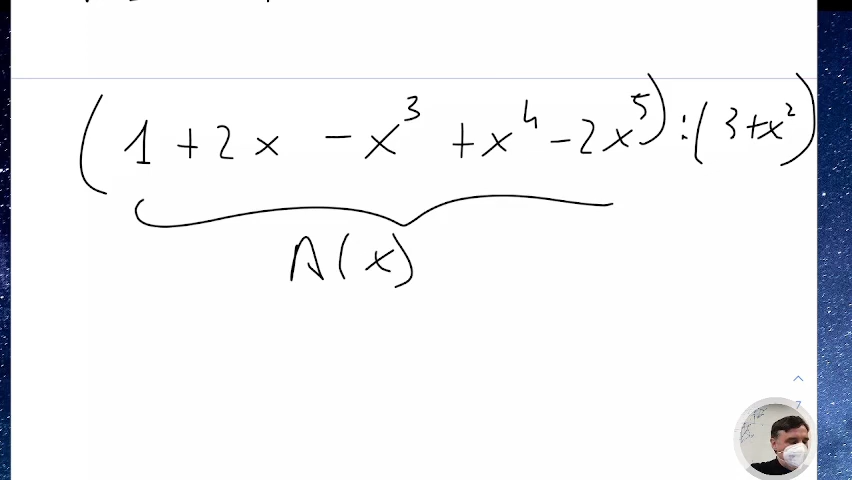 (1 + 2x - x³ + x⁴ - 2x⁵) : (3 + x²)
A(x)